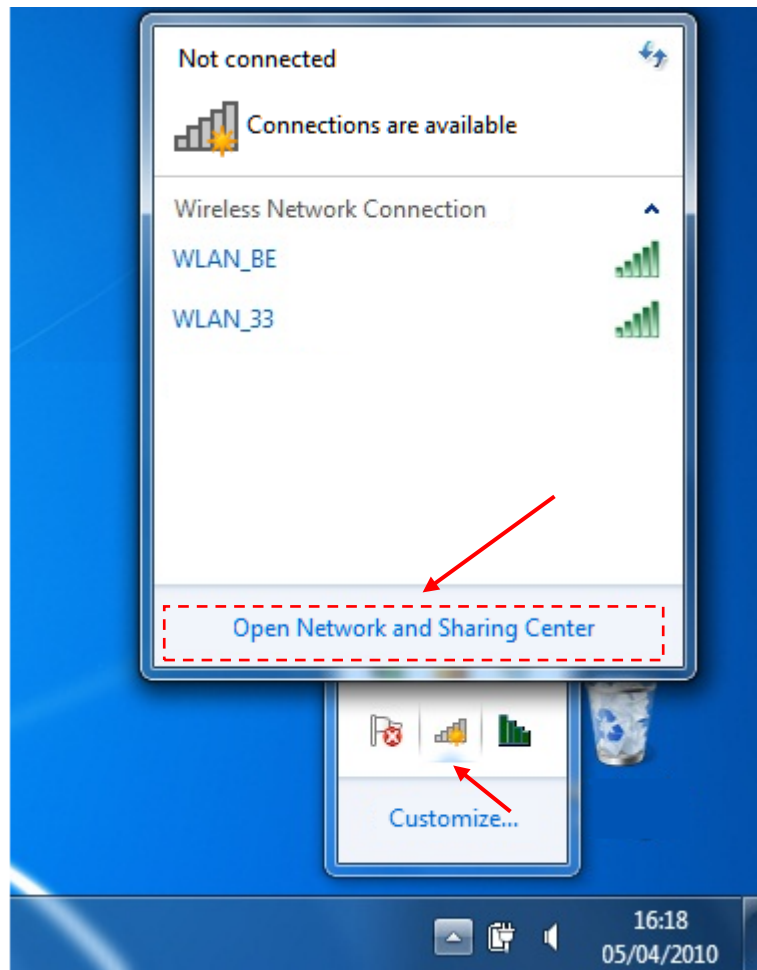 Not connected
Connections are available
Wireless Network Connection
WLAN_BE
WLAN_33
Open Network and Sharing Center
Customize...
16:18
05/04/2010